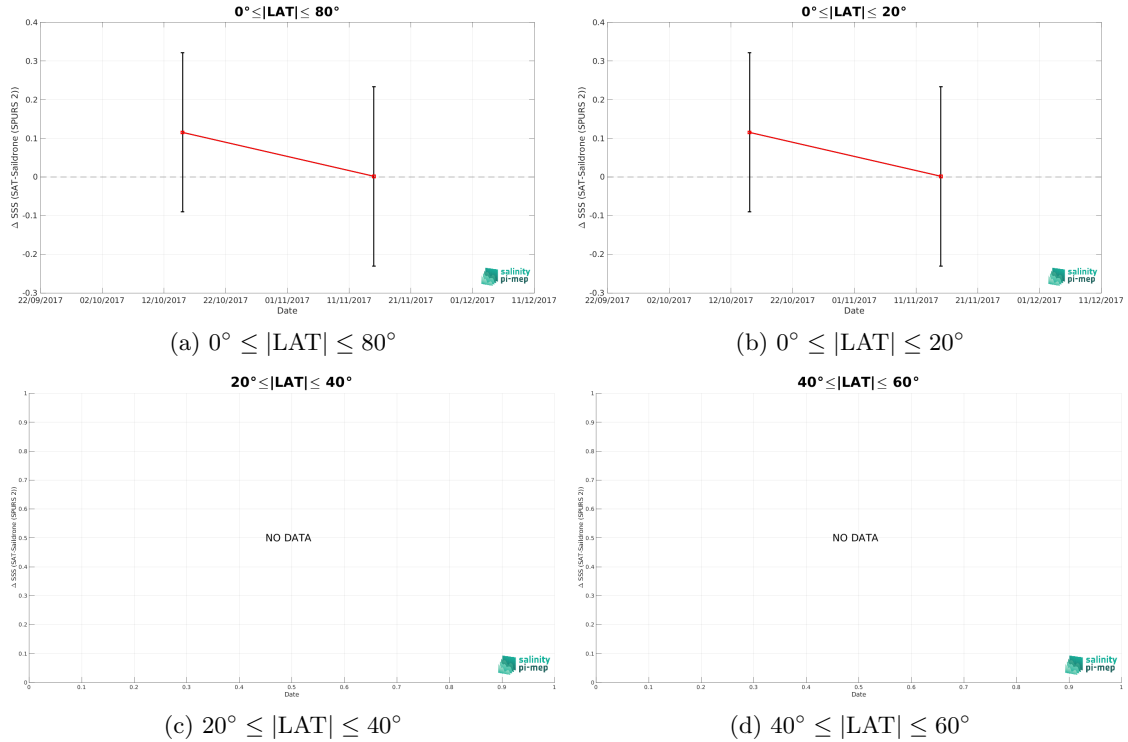 0°≤|LAT|≤ 80°
0.4
0.3
0.2
0.1
0
-0.1
-0.2
-0.3
Δ SSS (SAT-Saildrone (SPURS 2))
22/09/2017 02/10/2017 12/10/2017 22/10/2017 01/11/2017 11/11/2017 21/11/2017 01/12/2017 11/12/2017
Date
salinity
pi-mep
(a) 0° ≤ |LAT| ≤ 80°
0°≤|LAT|≤ 20°
0.4
0.3
0.2
0.1
0
-0.1
-0.2
-0.3
Δ SSS (SAT-Saildrone (SPURS 2))
22/09/2017 02/10/2017 12/10/2017 22/10/2017 01/11/2017 11/11/2017 21/11/2017 01/12/2017 11/12/2017
Date
salinity
pi-mep
(b) 0° ≤ |LAT| ≤ 20°
20°≤|LAT|≤ 40°
1
0.9
0.8
0.7
0.6
0.5
0.4
0.3
0.2
0.1
0
Δ SSS (SAT-Saildrone (SPURS 2))
NO DATA
0 0.1 0.2 0.3 0.4 0.5 0.6 0.7 0.8 0.9 1
Date
salinity
pi-mep
(c) 20° ≤ |LAT| ≤ 40°
40°≤|LAT|≤ 60°
1
0.9
0.8
0.7
0.6
0.5
0.4
0.3
0.2
0.1
0
Δ SSS (SAT-Saildrone (SPURS 2))
NO DATA
0 0.1 0.2 0.3 0.4 0.5 0.6 0.7 0.8 0.9 1
Date
salinity
pi-mep
(d) 40° ≤ |LAT| ≤ 60°